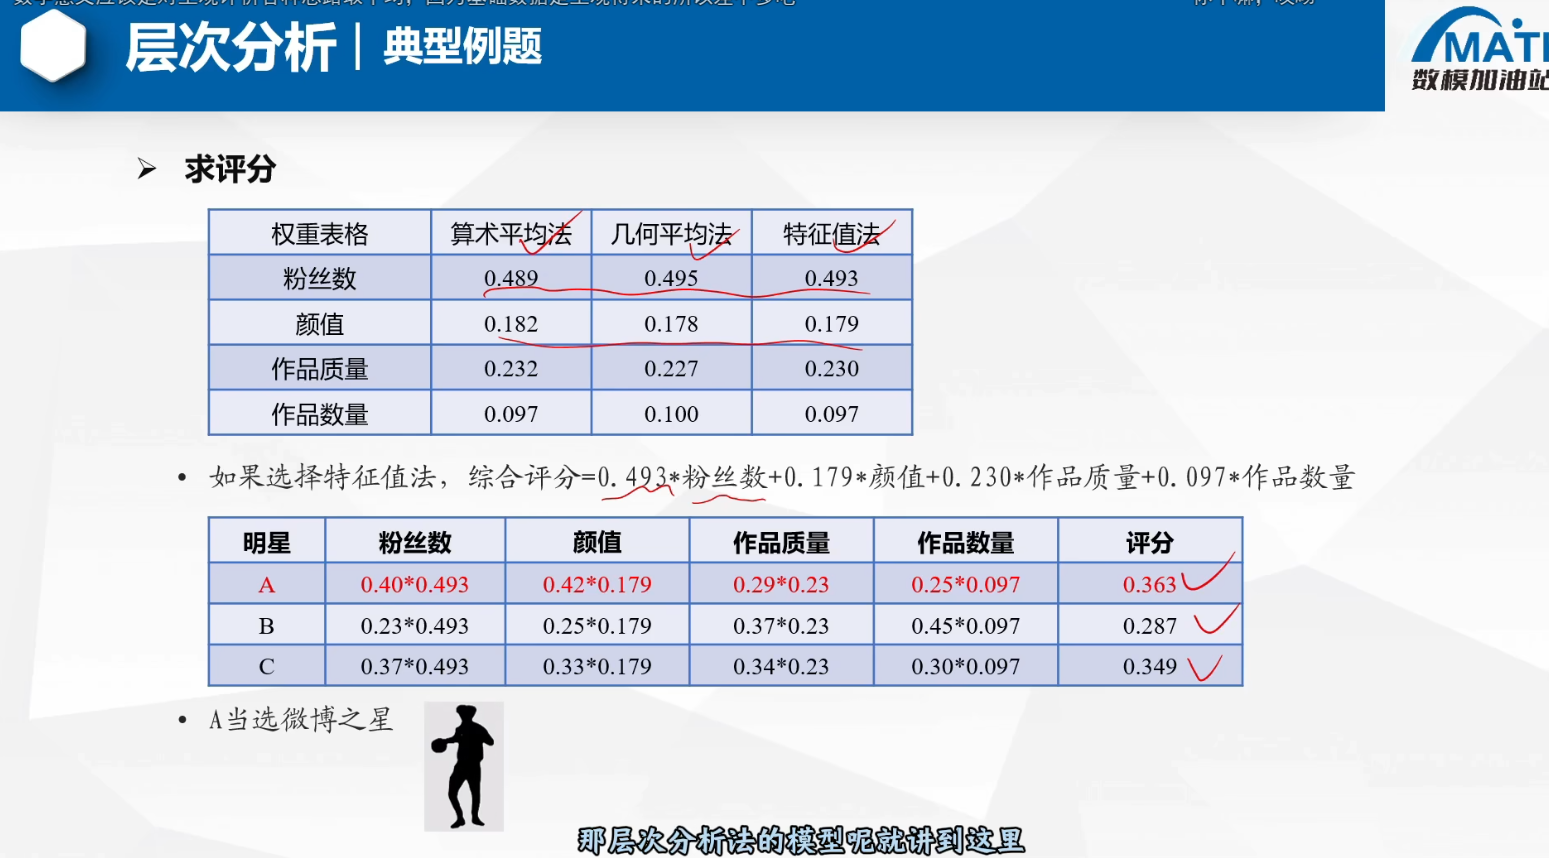 层次分析 | 典型例题
MATH
数模加油站
➢ 求评分
权重表格 算术平均法 几何平均法 特征值法
粉丝数 0.489 0.495 0.493
颜值 0.182 0.178 0.179
作品质量 0.232 0.227 0.230
作品数量 0.097 0.100 0.097
• 如果选择特征值法，综合评分=0.493*粉丝数+0.179*颜值+0.230*作品质量+0.097*作品数量
明星 粉丝数 颜值 作品质量 作品数量 评分
A 0.40*0.493 0.42*0.179 0.29*0.23 0.25*0.097 0.363
B 0.23*0.493 0.25*0.179 0.37*0.23 0.45*0.097 0.287
C 0.37*0.493 0.33*0.179 0.34*0.23 0.30*0.097 0.349
• A当选微博之星
那层次分析法的模型呢就讲到这里